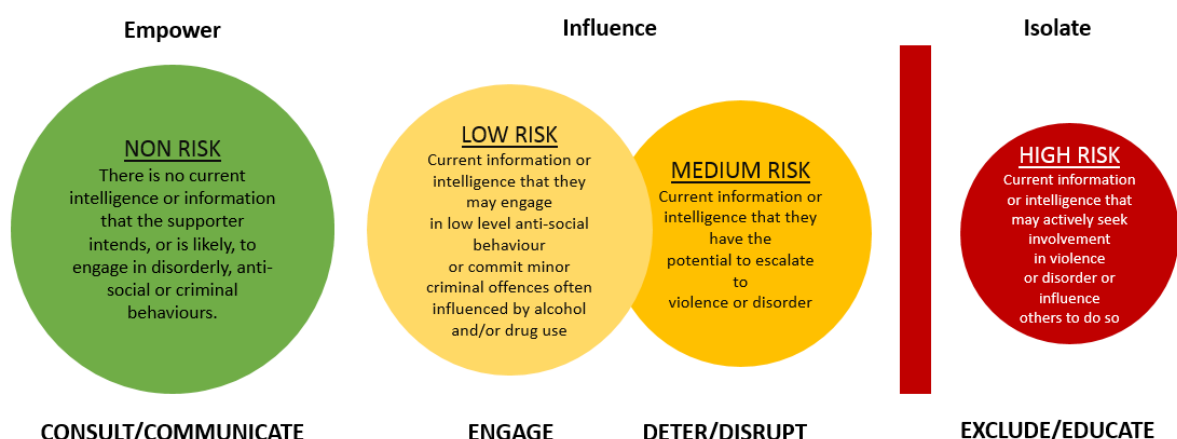 Empower
Influence
Isolate
NON RISK
There is no current
intelligence or information
that the supporter
intends, or is likely, to
engage in disorderly, anti-
social or criminal
behaviours.
LOW RISK
Current information or
intelligence that they
may engage
in low level anti-social
behaviour
or commit minor
criminal offences often
influenced by alcohol
and/or drug use
MEDIUM RISK
Current information or
intelligence that they
have the
potential to escalate
to
violence or disorder
HIGH RISK
Current information
or intelligence that
may actively seek
involvement
in violence
or disorder or
influence
others to do so
CONSULT/COMMUNICATE
ENGAGE
DETER/DISRUPT
EXCLUDE/EDUCATE